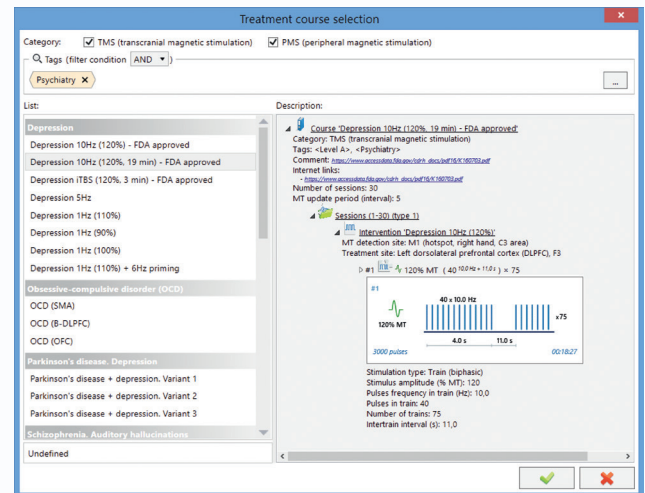 Treatment course selection
Category: TMS (transcranial magnetic stimulation) PMS (peripheral magnetic stimulation)
Tags (filter condition AND )
Psychiatry
...
List:
Depression
Depression 10Hz (120%) - FDA approved
Depression 10Hz (120%, 19 min) - FDA approved
Depression iTBS (120%, 3 min) - FDA approved
Depression 5Hz
Depression 1Hz (110%)
Depression 1Hz (90%)
Depression 1Hz (100%)
Depression 1Hz (110%) + 6Hz priming
Obsessive-compulsive disorder (OCD)
OCD (SMA)
OCD (B-DLPFC)
OCD (OFC)
Parkinson's disease. Depression
Parkinson's disease + depression. Variant 1
Parkinson's disease + depression. Variant 2
Parkinson's disease + depression. Variant 3
Schizophrenia. Auditory hallucinations
Undefined
Description:
Course 'Depression 10Hz (120%. 19 min) - FDA approved'
Category: TMS (transcranial magnetic stimulation)
Tags: <Level A>, <Psychiatry>
Comment: https://www.accessdata.fda.gov/cdrh_docs/pdf16/K160703.pdf
Internet links:
- https://www.accessdata.fda.gov/cdrh_docs/pdf16/K160703.pdf
Number of sessions: 30
MT update period (interval): 5
Sessions (1-30) (type 1)
Intervention 'Depression 10Hz (120%)'
MT detection site: M1 (hotspot, right hand, C3 area)
Treatment site: Left dorsolateral prefrontal cortex (DLPFC), F3
#1 120% MT ( 40 10.0 Hz + 11,0 s ) × 75
#1
40 x 10.0 Hz
120% MT
x75
4.0 s 11.0 s
3000 pulses 00:18:27
Stimulation type: Train (biphasic)
Stimulus amplitude (% MT): 120
Pulses frequency in train (Hz): 10,0
Pulses in train: 40
Number of trains: 75
Intertrain interval (s): 11,0